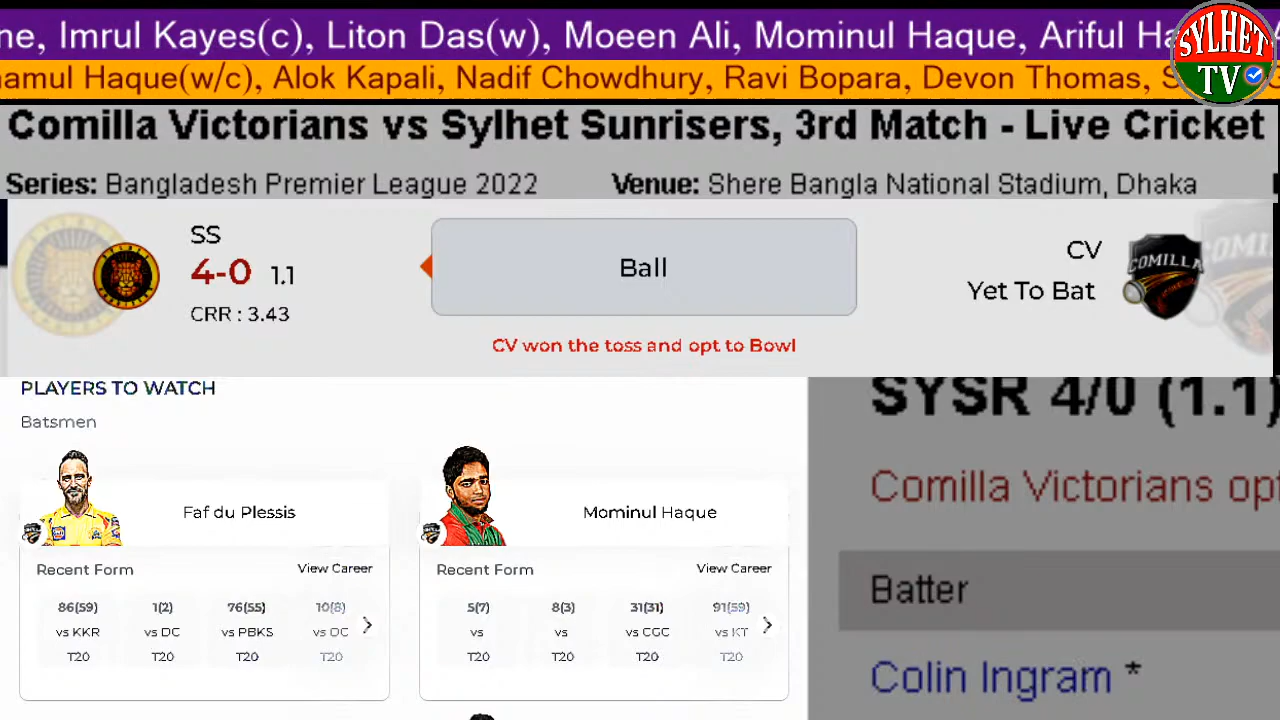 ne, Imrul Kayes(c), Liton Das(w), Moeen Ali, Mominul Haque, Ariful
SYLHET
TV
namul Haque(w/c), Alok Kapali, Nadif Chowdhury, Ravi Bopara, Devon Thomas,
Comilla Victorians vs Sylhet Sunrisers, 3rd Match - Live Cricket
Series: Bangladesh Premier League 2022 Venue: Shere Bangla National Stadium, Dhaka
SS
4-0 1.1
CRR : 3.43
Ball
CV won the toss and opt to Bowl
CV
Yet To Bat
COMILLA
PLAYERS TO WATCH
Batsmen
Faf du Plessis
Recent Form View Career
86(59) 1(2) 76(55) 10(8)
vs KKR vs DC vs PBKS vs DC
T20 T20 T20 T20
Mominul Haque
Recent Form View Career
5(7) 8(3) 31(31) 91(59)
vs vs vs CGC vs KT
T20 T20 T20 T20
SYSR 4/0 (1.1)
Comilla Victorians opt
Batter
Colin Ingram *